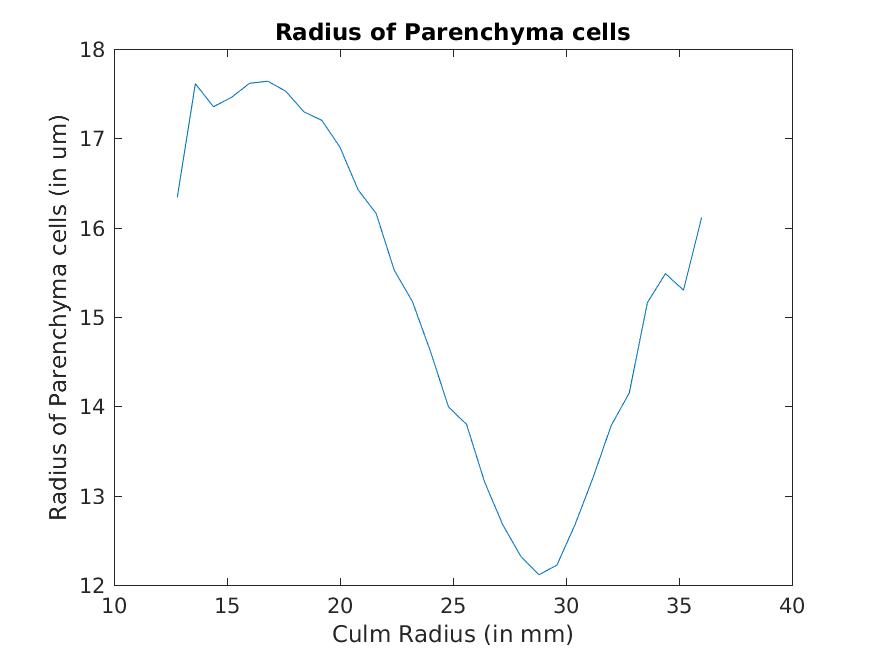 Radius of Parenchyma cells
Radius of Parenchyma cells (in um)
18
17
16
15
14
13
12
10 15 20 25 30 35 40
Culm Radius (in mm)